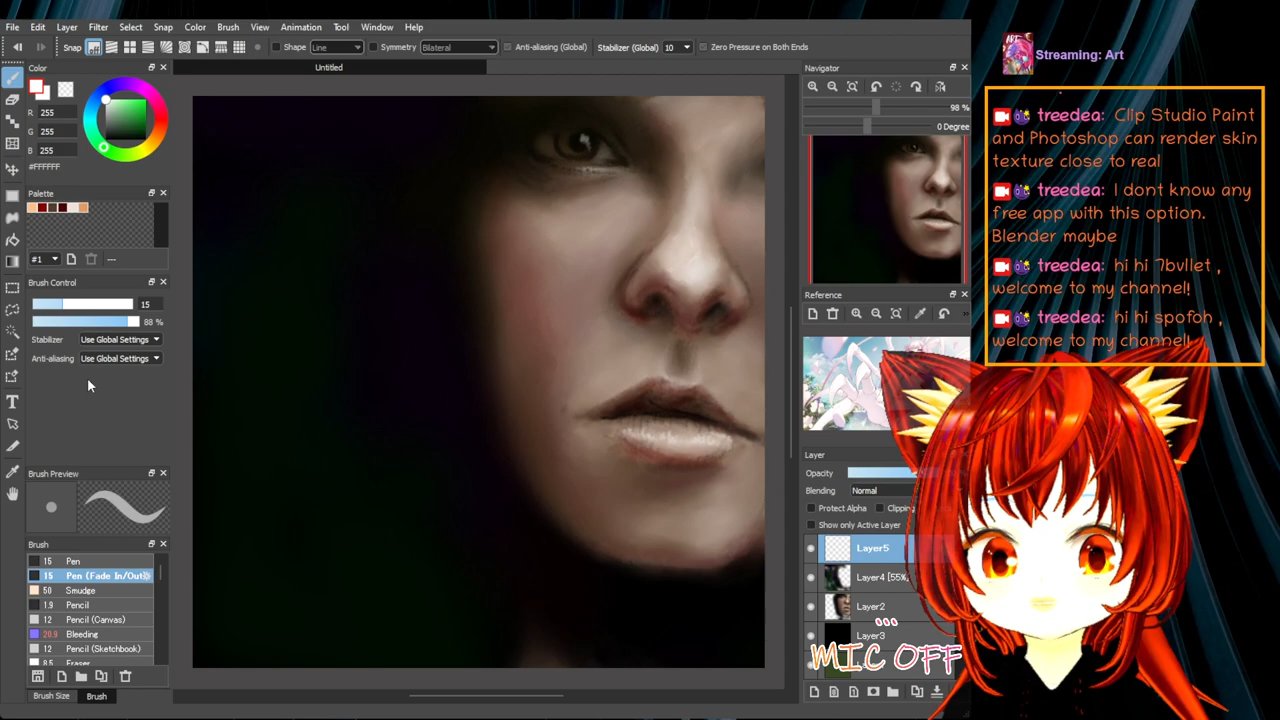 File Edit Layer Filter Select Snap Color Brush View Animation Tool Window Help
Snap off Shape Line Symmetry Bilateral Anti-aliasing (Global) Stabilizer (Global) 10 Zero Pressure on Both Ends
Color
R 255
G 255
B 255
#FFFFFF
Palette
#1 ---
Brush Control
15
88 %
Stabilizer Use Global Settings
Anti-aliasing Use Global Settings
Brush Preview
Brush
15 Pen
15 Pen (Fade In/Out)
50 Smudge
1.9 Pencil
12 Pencil (Canvas)
20.9 Bleeding
12 Pencil (Sketchbook)
8.5 Eraser
Brush Size Brush
Untitled
Navigator
98 %
0 Degree
Reference
Layer
Opacity
Blending Normal
Protect Alpha Clipping
Show only Active Layer
Layer5
Layer4 [55%]
Layer2
Layer3
...
MIC OFF
ART
Streaming: Art
treedea: Clip Studio Paint
and Photoshop can render skin
texture close to real
treedea: I dont know any
free app with this option.
Blender maybe
treedea: hi hi 7bvllet ,
welcome to my channel!
treedea: hi hi spofoh ,
welcome to my channel!